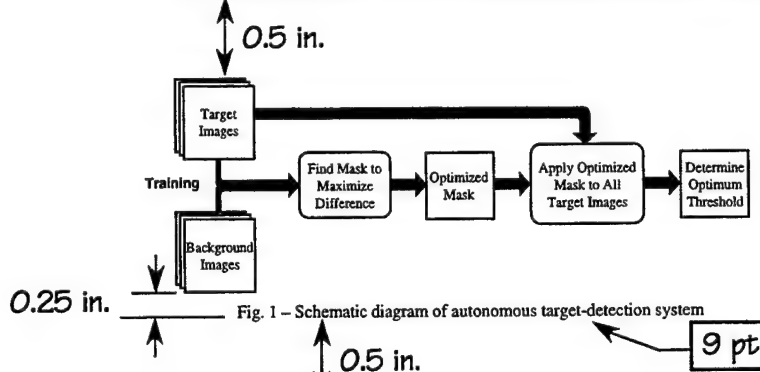 0.5 in.
Target
Images
Training
Find Mask to
Maximize
Difference
Optimized
Mask
Apply Optimized
Mask to All
Target Images
Determine
Optimum
Threshold
Background
Images
0.25 in.
Fig. 1 – Schematic diagram of autonomous target-detection system
9 pt
0.5 in.